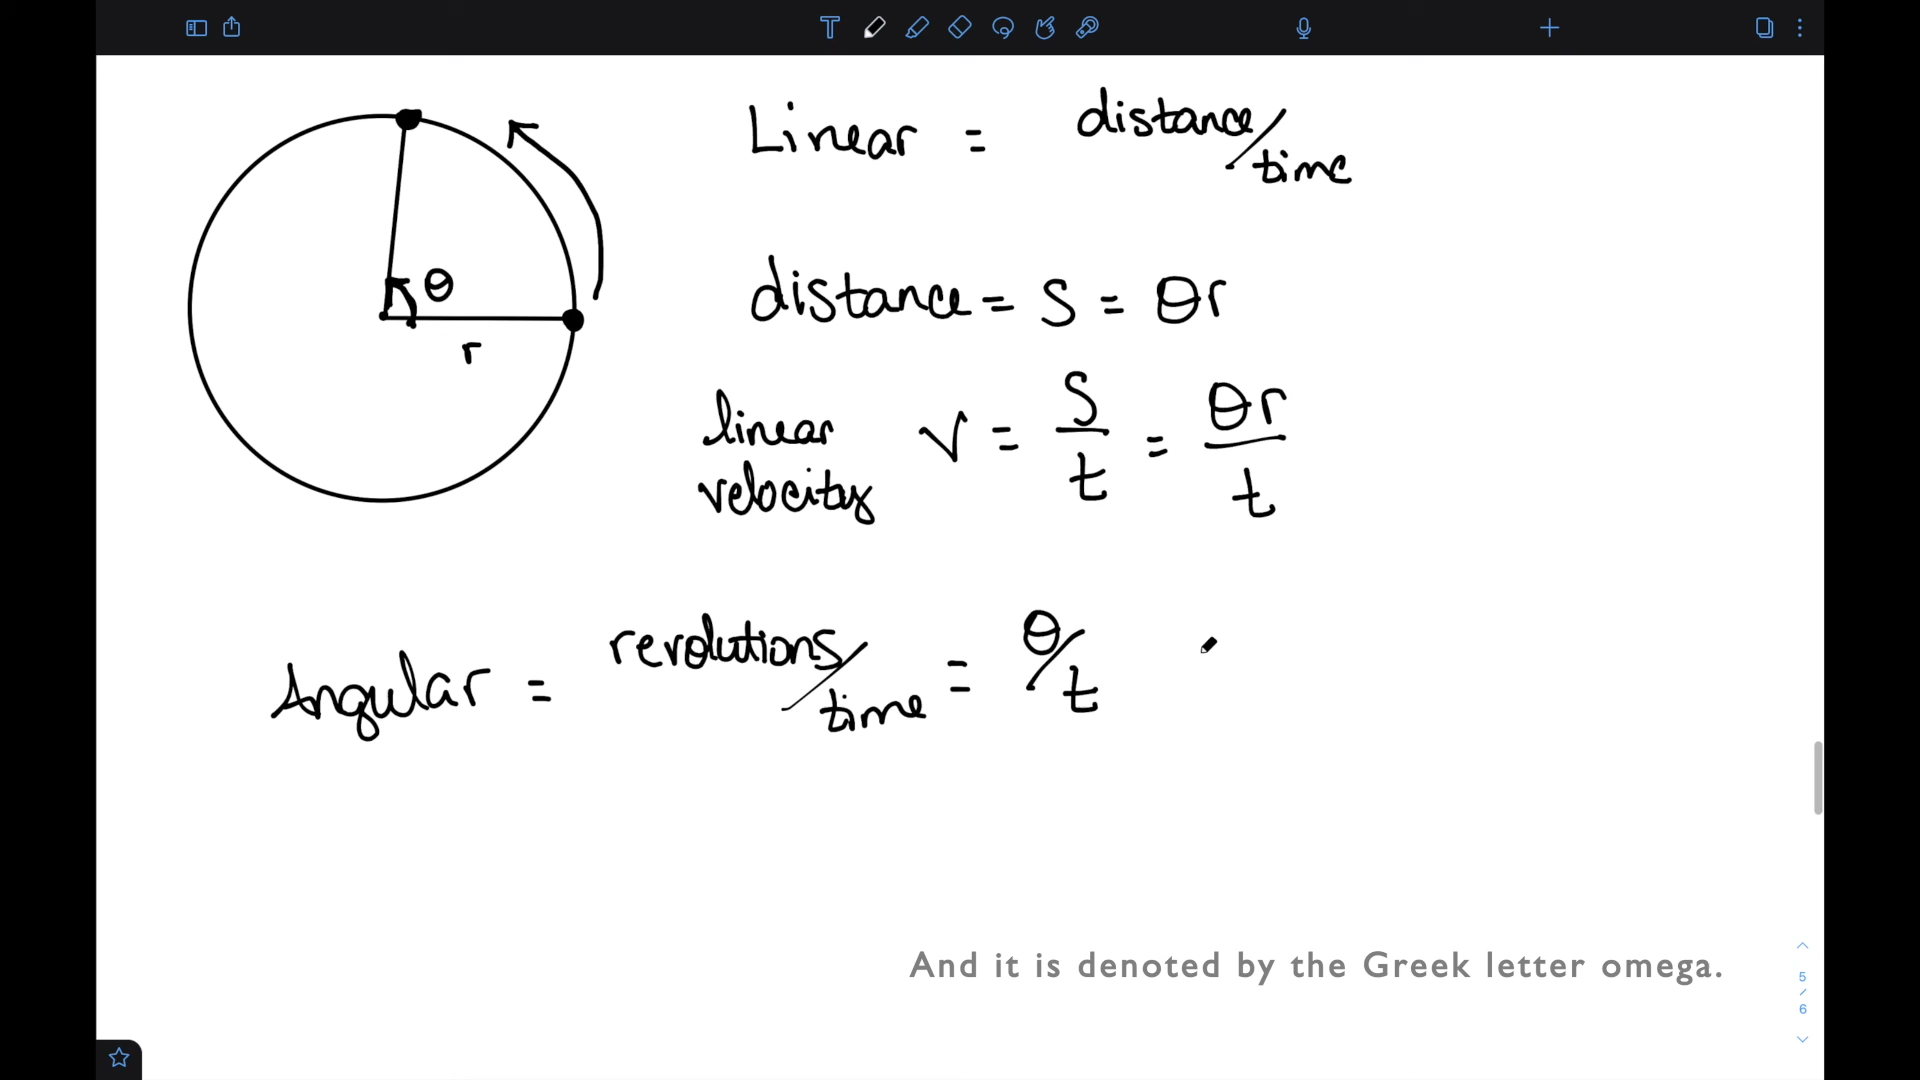 Linear = distance/time
θ
r
distance = S = θr
linear velocity V = S/t = θr/t
Angular = revolutions/time = θ/t
And it is denoted by the Greek letter omega.
5
/
6